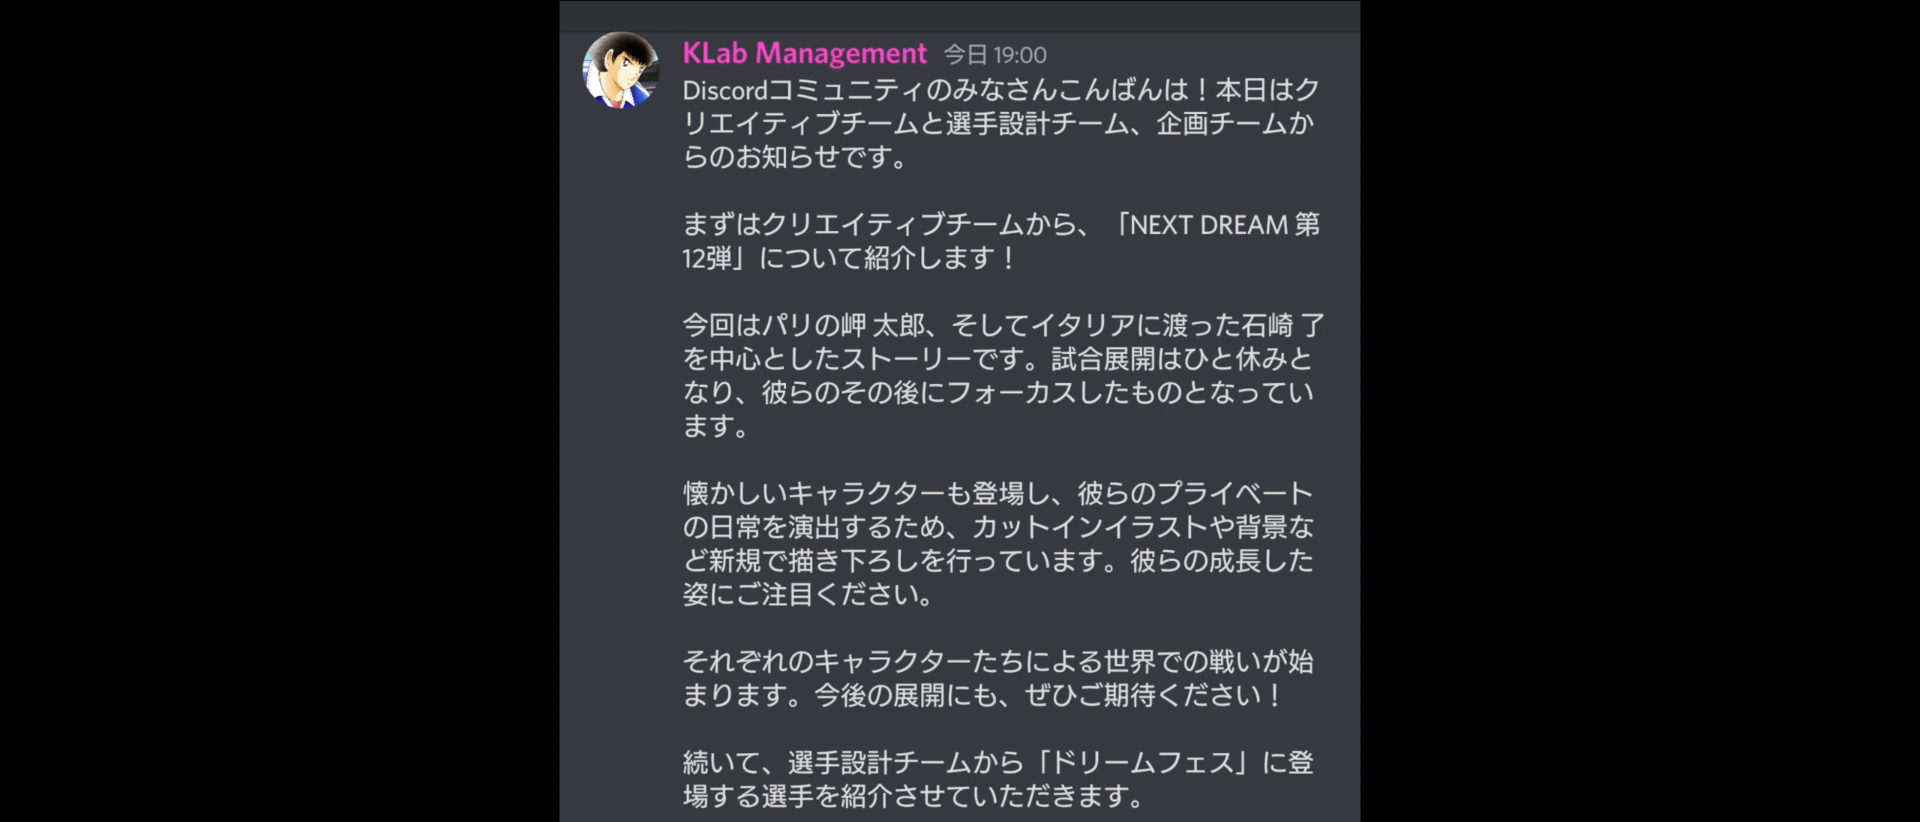 KLab Management 今日 19:00
Discordコミュニティのみなさんこんばんは！本日はク
リエイティブチームと選手設計チーム、企画チームか
らのお知らせです。
まずはクリエイティブチームから、「NEXT DREAM 第
12弾」について紹介します！
今回はパリの岬 太郎、そしてイタリアに渡った石崎 了
を中心としたストーリーです。試合展開はひと休みと
なり、彼らのその後にフォーカスしたものとなってい
ます。
懐かしいキャラクターも登場し、彼らのプライベート
の日常を演出するため、カットインイラストや背景な
ど新規で描き下ろしを行っています。彼らの成長した
姿にご注目ください。
それぞれのキャラクターたちによる世界での戦いが始
まります。今後の展開にも、ぜひご期待ください！
続いて、選手設計チームから「ドリームフェス」に登
場する選手を紹介させていただきます。